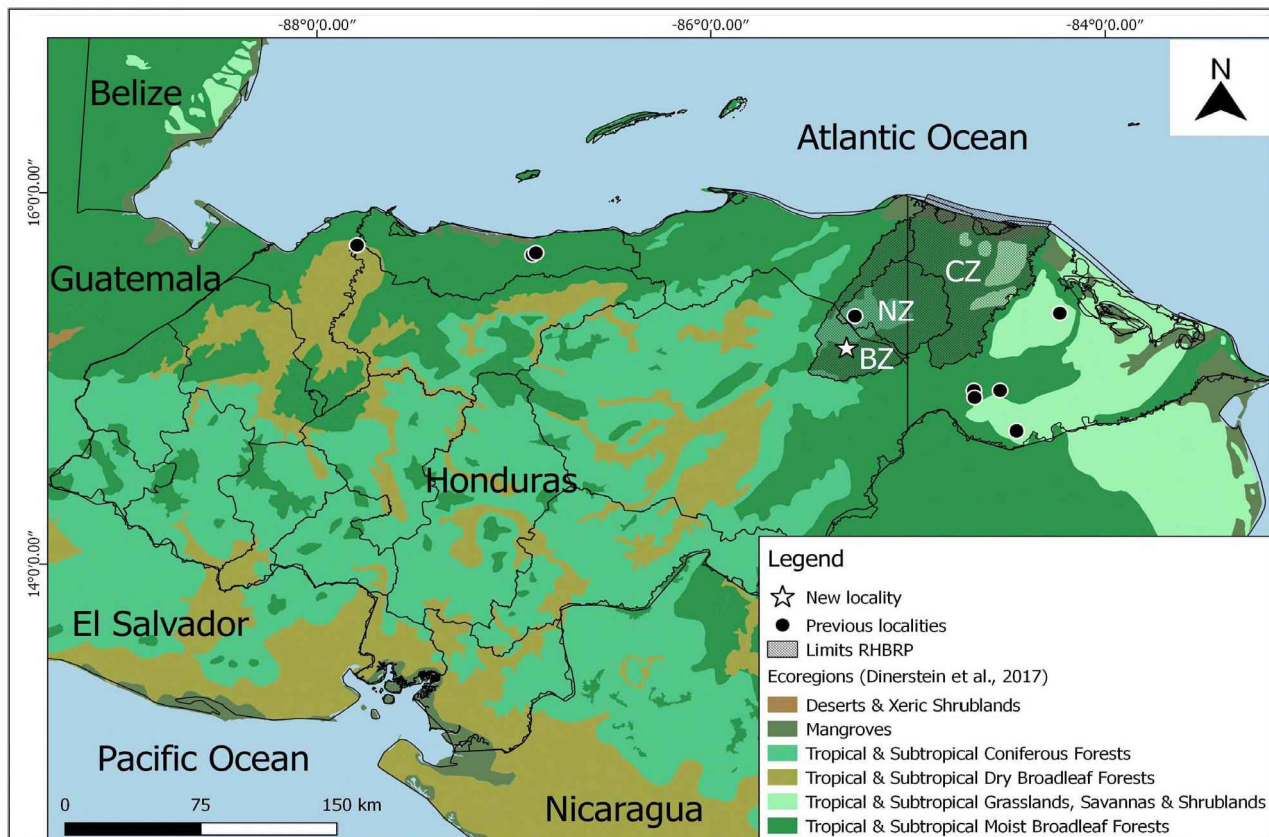 -88°0'0.00"
-86°0'0.00"
-84°0'0.00"
N
Belize
Atlantic Ocean
16°0'0.00"
Guatemala
CZ
NZ
BZ
Honduras
14°0'0.00"
El Salvador
Pacific Ocean
Nicaragua
0 75 150 km
Legend
New locality
Previous localities
Limits RHBRP
Ecoregions (Dinerstein et al., 2017)
Deserts & Xeric Shrublands
Mangroves
Tropical & Subtropical Coniferous Forests
Tropical & Subtropical Dry Broadleaf Forests
Tropical & Subtropical Grasslands, Savannas & Shrublands
Tropical & Subtropical Moist Broadleaf Forests